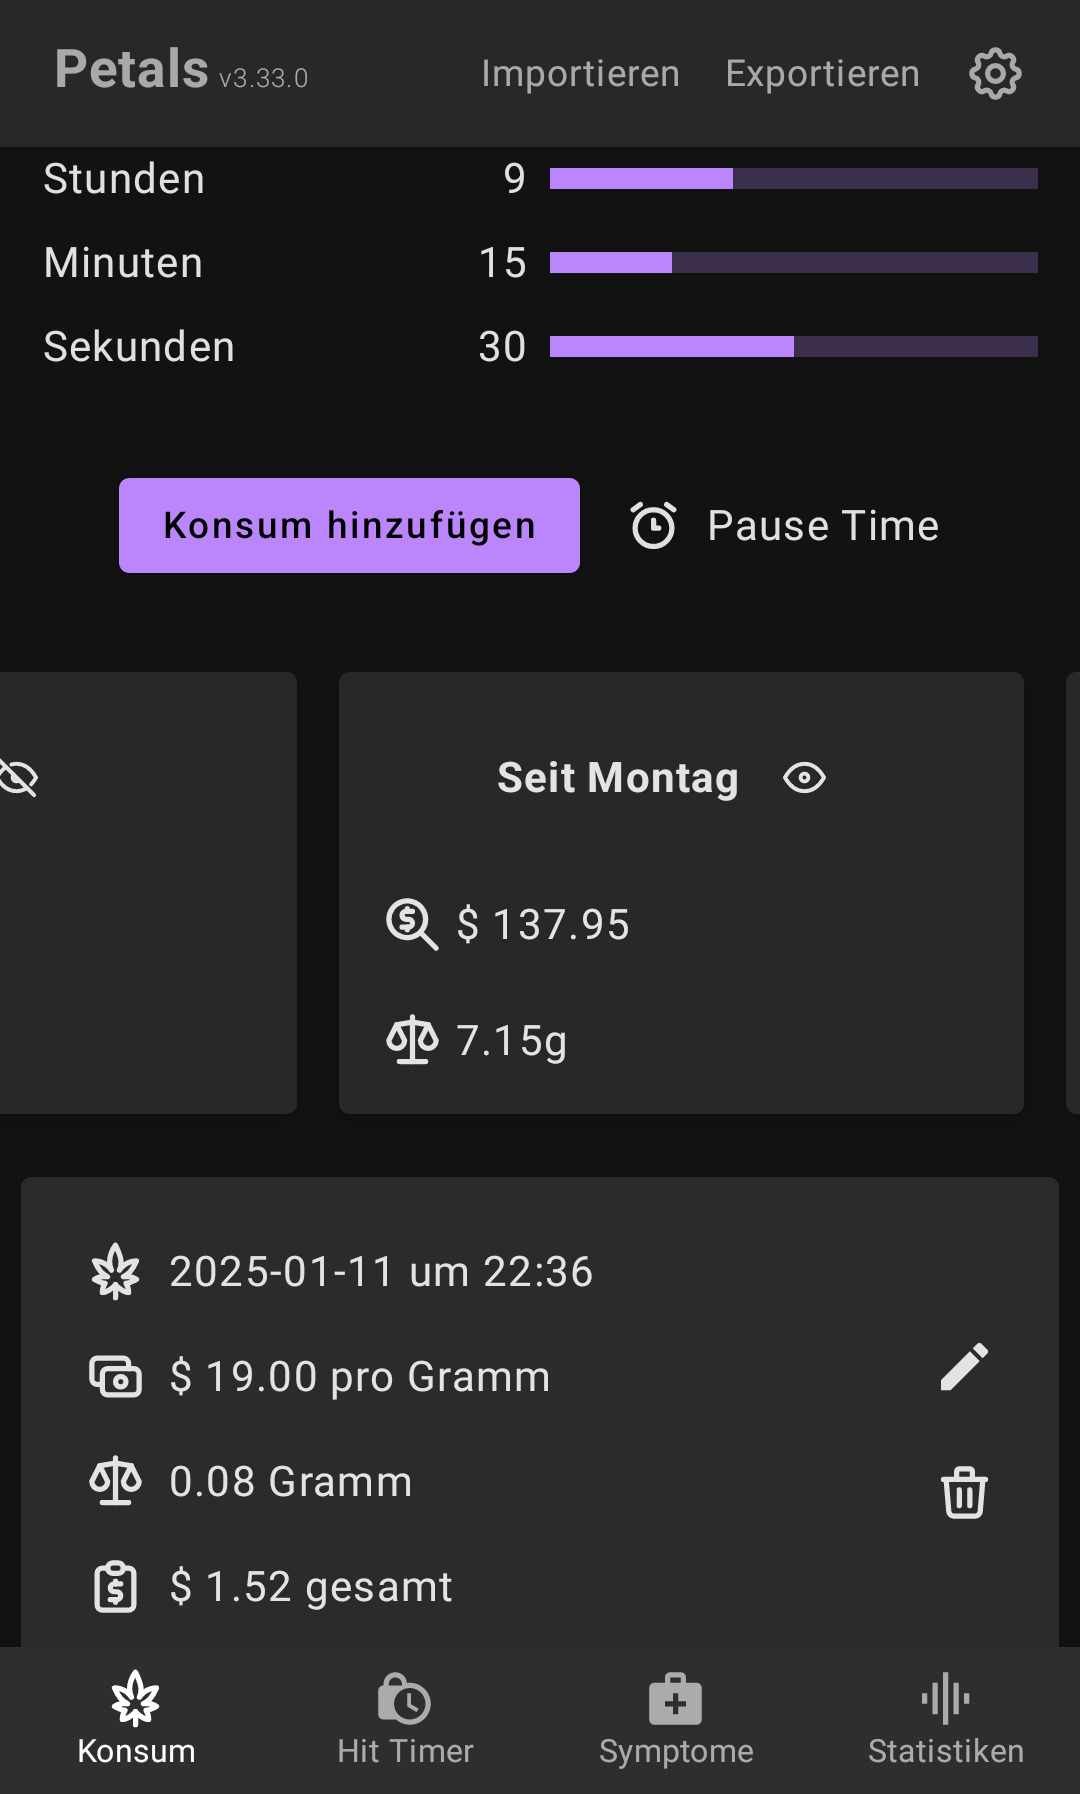 Petals v3.33.0 Importieren Exportieren
Stunden 9
Minuten 15
Sekunden 30
Konsum hinzufügen Pause Time
Seit Montag
$ 137.95
7.15g
2025-01-11 um 22:36
$ 19.00 pro Gramm
0.08 Gramm
$ 1.52 gesamt
Konsum Hit Timer Symptome Statistiken